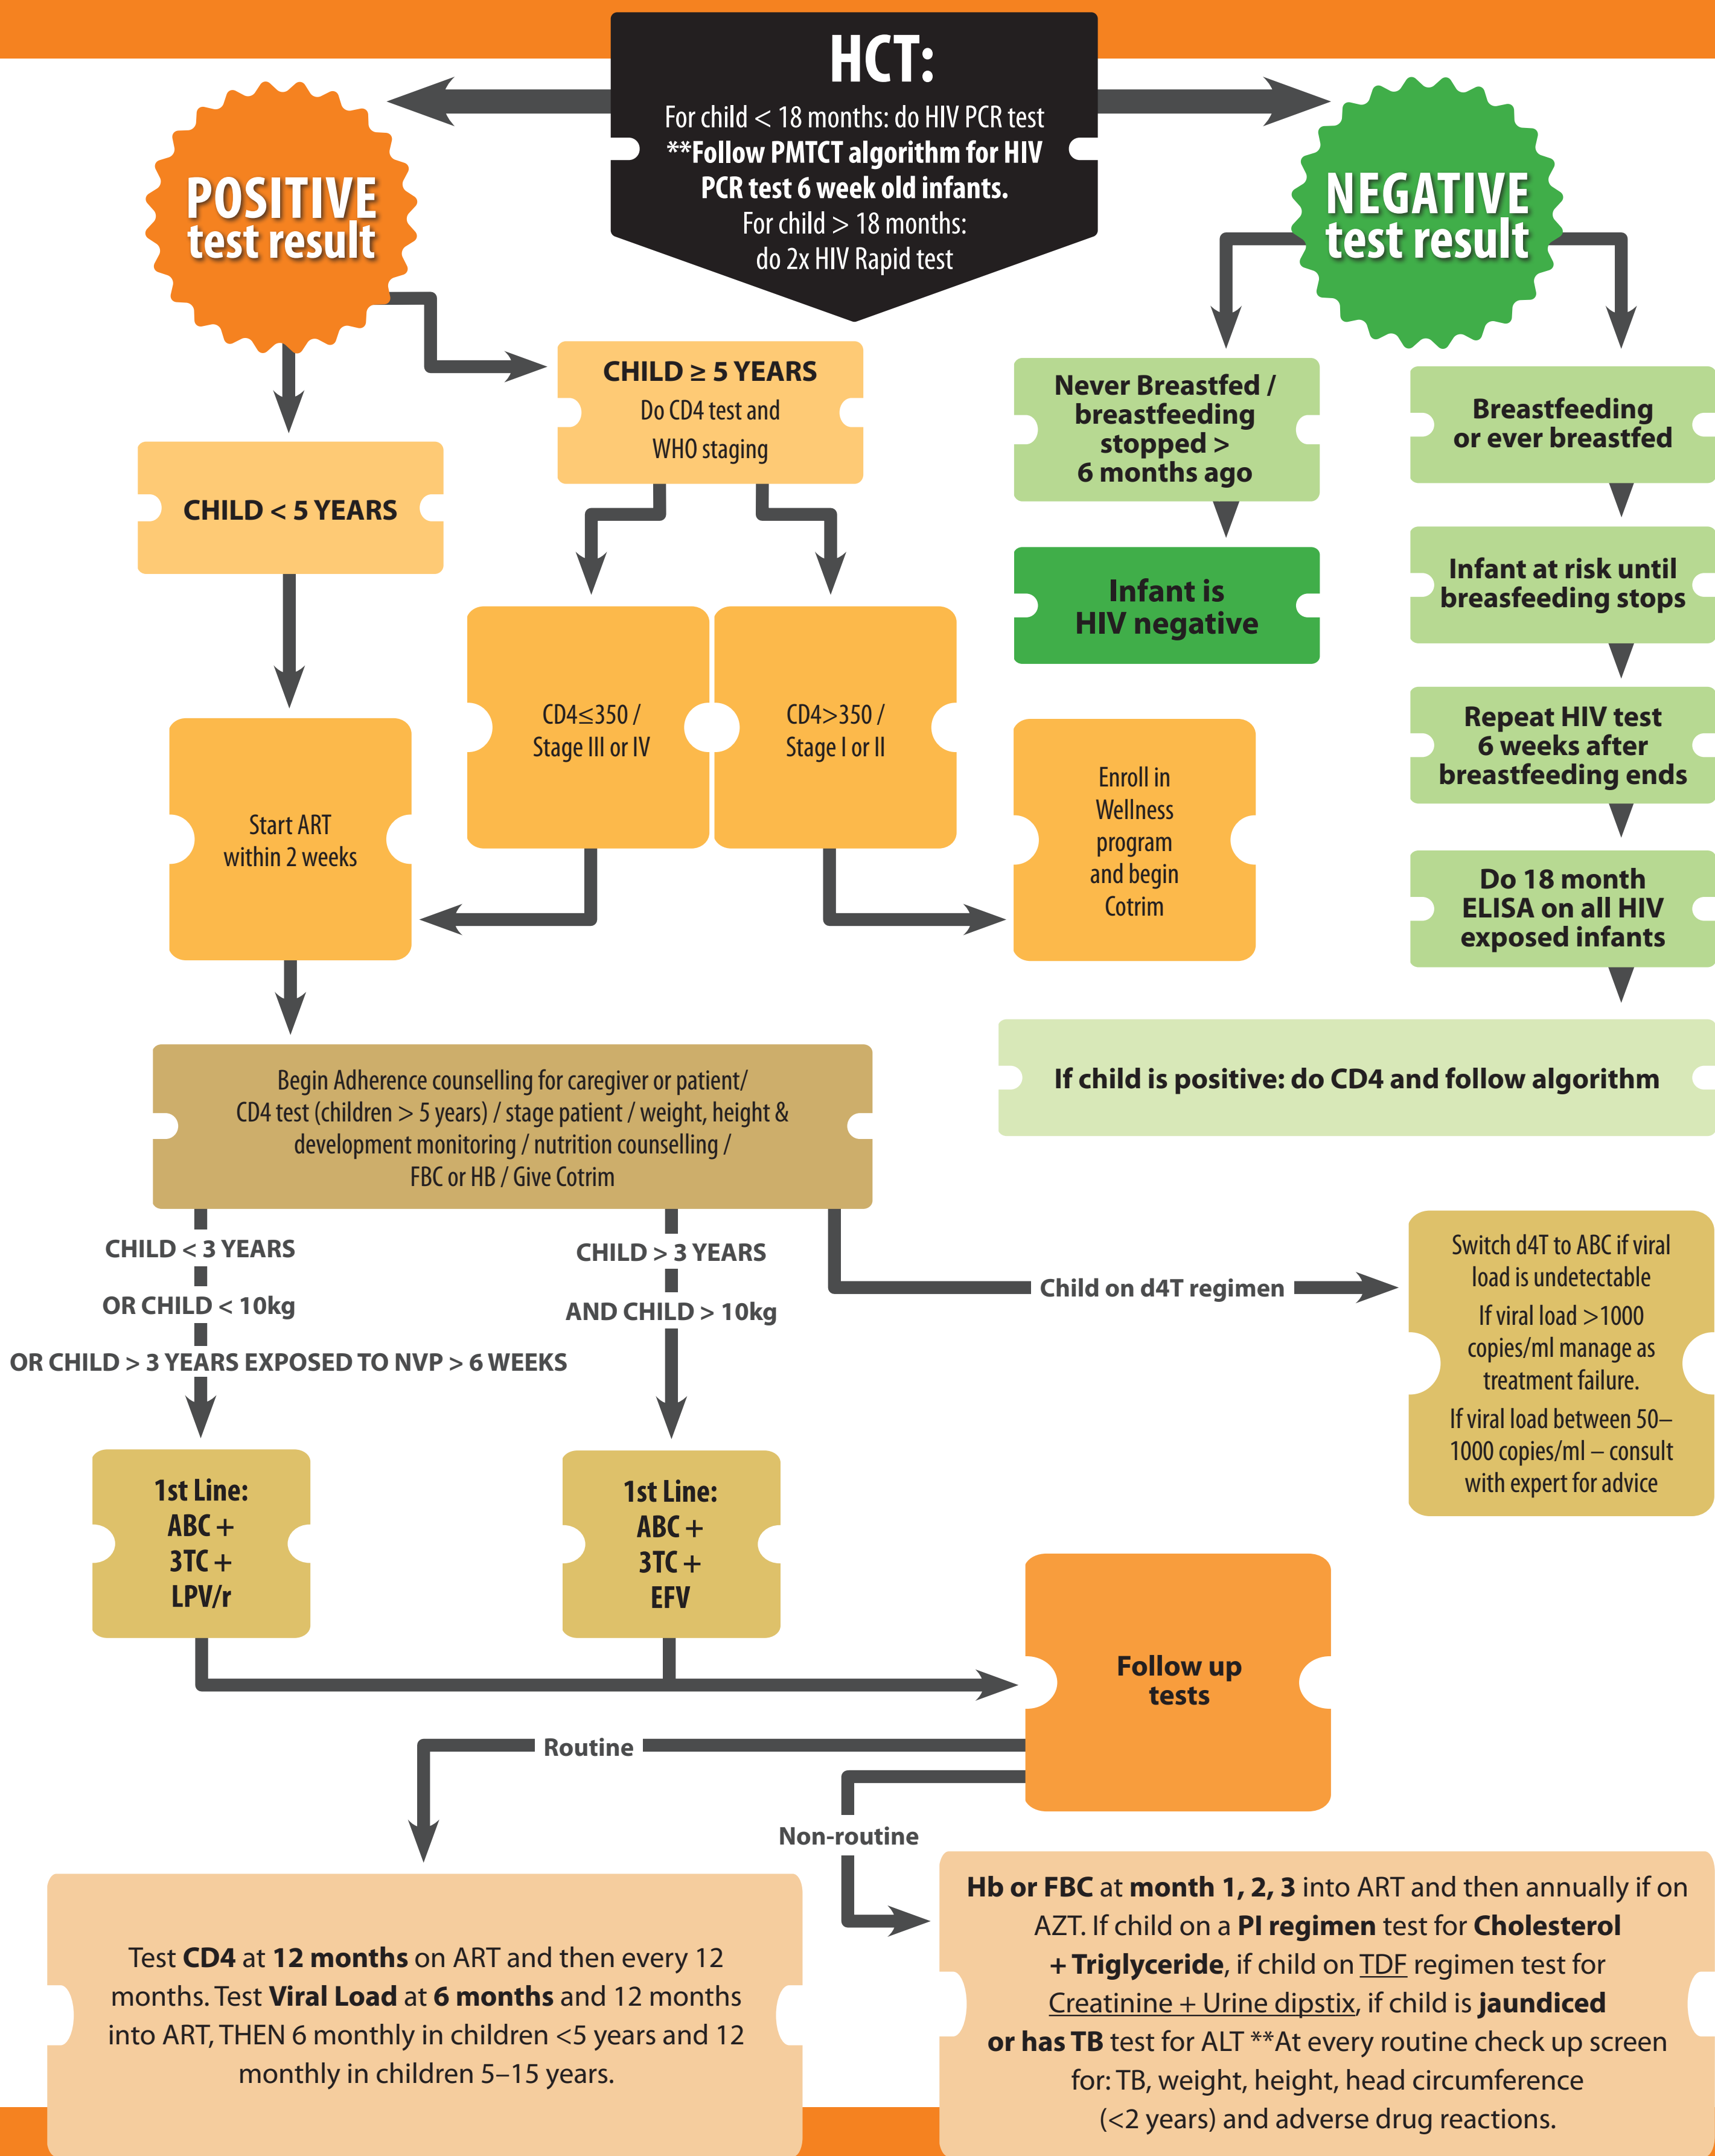 HCT:
For child < 18 months: do HIV PCR test
**Follow PMTCT algorithm for HIV
PCR test 6 week old infants.
For child > 18 months:
do 2x HIV Rapid test
POSITIVE
test result
NEGATIVE
test result
CHILD ≥ 5 YEARS
Do CD4 test and
WHO staging
CHILD < 5 YEARS
Never Breastfed /
breastfeeding
stopped >
6 months ago
Breastfeeding
or ever breastfed
Infant is
HIV negative
Infant at risk until
breasfeeding stops
CD4≤350 /
Stage III or IV
CD4>350 /
Stage I or II
Repeat HIV test
6 weeks after
breastfeeding ends
Start ART
within 2 weeks
Enroll in
Wellness
program
and begin
Cotrim
Do 18 month
ELISA on all HIV
exposed infants
If child is positive: do CD4 and follow algorithm
Begin Adherence counselling for caregiver or patient/
CD4 test (children > 5 years) / stage patient / weight, height &
development monitoring / nutrition counselling /
FBC or HB / Give Cotrim
CHILD < 3 YEARS
OR CHILD < 10kg
OR CHILD > 3 YEARS EXPOSED TO NVP > 6 WEEKS
CHILD > 3 YEARS
AND CHILD > 10kg
Child on d4T regimen
Switch d4T to ABC if viral
load is undetectable
If viral load >1000
copies/ml manage as
treatment failure.
If viral load between 50–
1000 copies/ml – consult
with expert for advice
1st Line:
ABC +
3TC +
LPV/r
1st Line:
ABC +
3TC +
EFV
Follow up
tests
Routine
Non-routine
Test CD4 at 12 months on ART and then every 12
months. Test Viral Load at 6 months and 12 months
into ART, THEN 6 monthly in children <5 years and 12
monthly in children 5–15 years.
Hb or FBC at month 1, 2, 3 into ART and then annually if on
AZT. If child on a PI regimen test for Cholesterol
+ Triglyceride, if child on TDF regimen test for
Creatinine + Urine dipstix, if child is jaundiced
or has TB test for ALT **At every routine check up screen
for: TB, weight, height, head circumference
(<2 years) and adverse drug reactions.